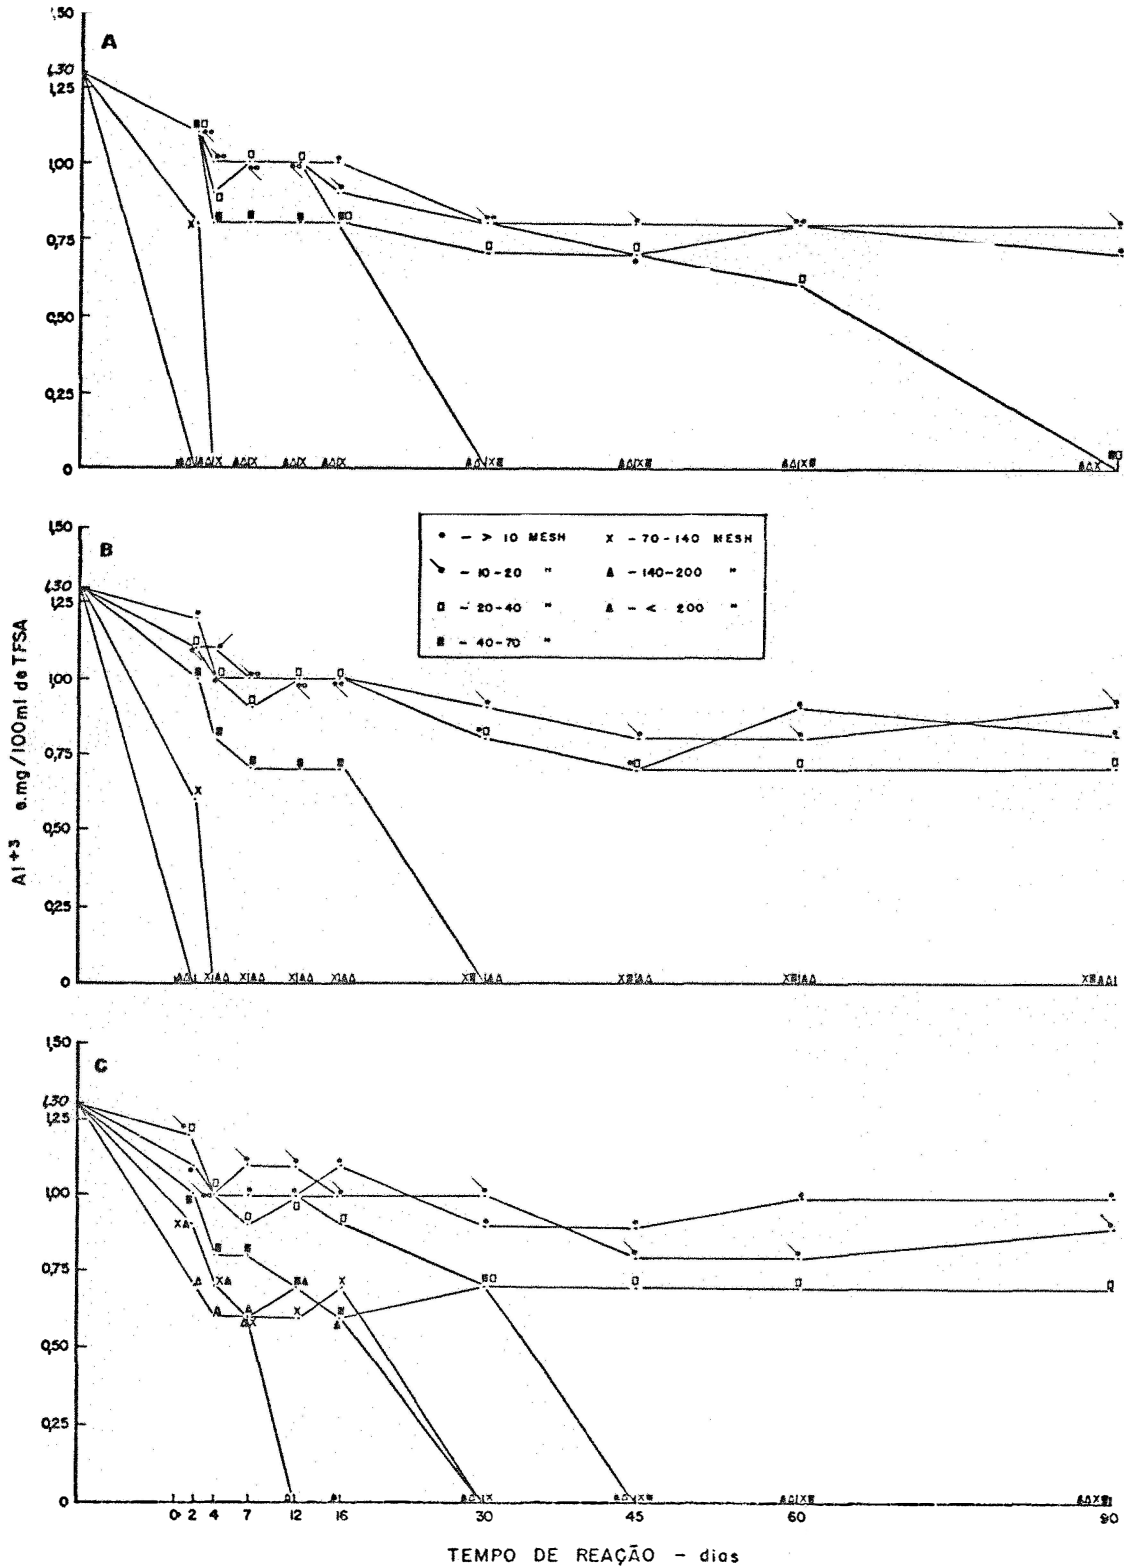 1,50
A
1,30
1,25
1,00
0,75
0,50
0,25
0
1,50
B
1,30
1,25
1,00
0,75
0,50
0,25
0
- > 10 MESH
- 10-20 "
- 20-40 "
- 40-70 "
X - 70-140 MESH
- 140-200 "
- < 200 "
Al+3 e.mg/100ml de TFSA
1,50
C
1,30
1,25
1,00
0,75
0,50
0,25
0
0 2 4 7 12 16 30 45 60 90
TEMPO DE REAÇÃO - dias